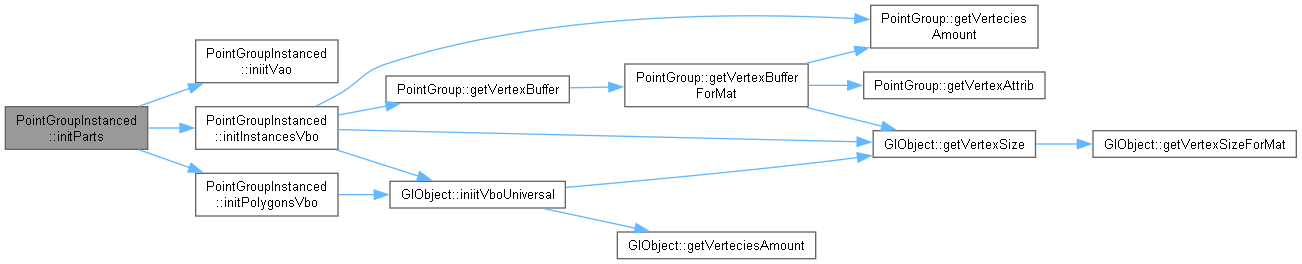 PointGroupInstanced
::initParts
PointGroupInstanced
::iniitVao
PointGroupInstanced
::initInstancesVbo
PointGroupInstanced
::initPolygonsVbo
PointGroup::getVertexBuffer
GlObject::iniitVboUniversal
PointGroup::getVertexBuffer
ForMat
GlObject::getVerteciesAmount
PointGroup::getVertecies
Amount
PointGroup::getVertexAttrib
GlObject::getVertexSize
GlObject::getVertexSizeForMat